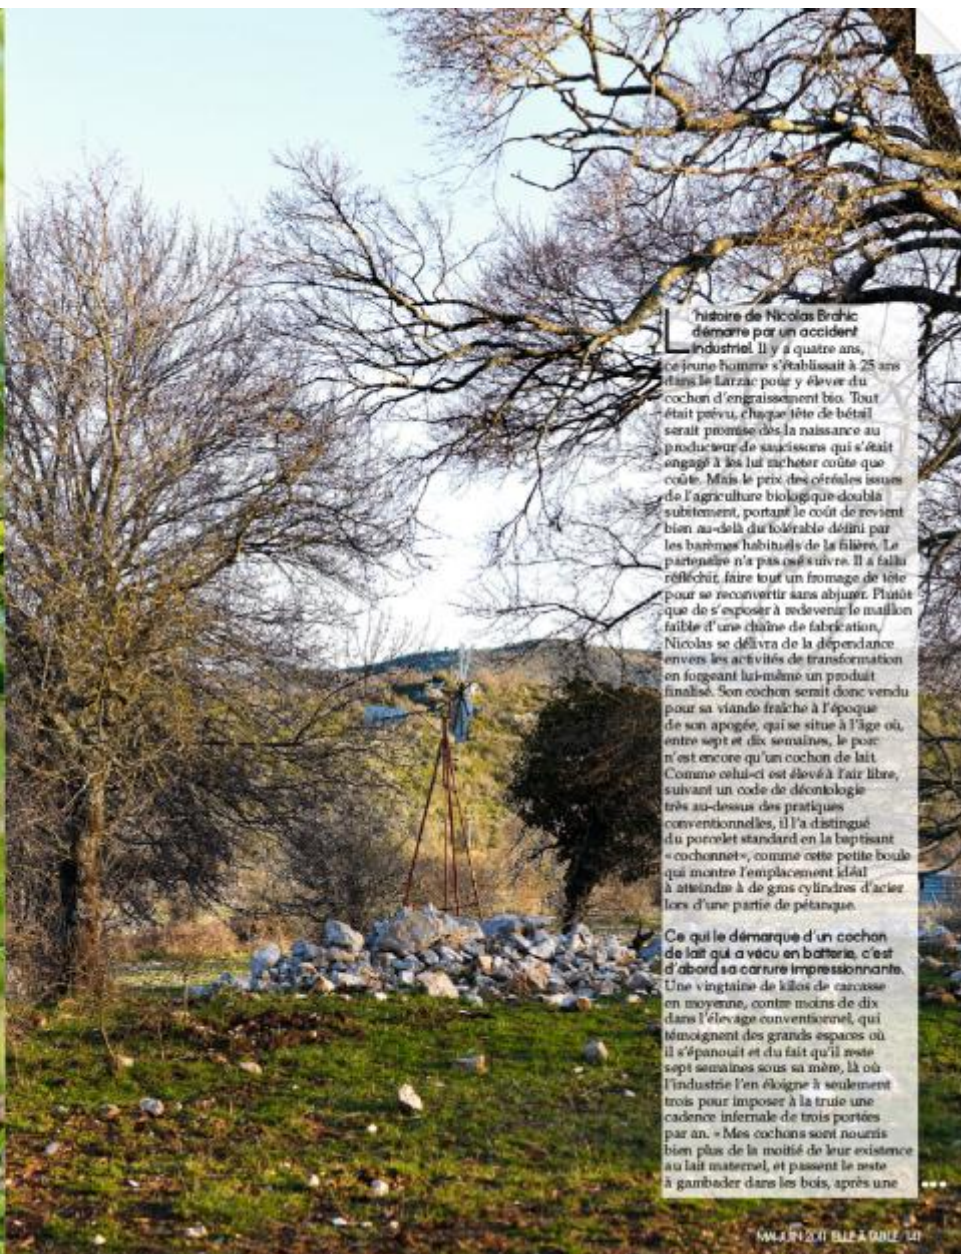 L'histoire de Nicolas Brahic
démarre par un accident
industriel. Il y a quatre ans,
ce jeune homme s'établissait à 25 ans
dans le Larzac pour y élever du
cochon d'engraissement bio. Tout
était prévu, chaque tête de bétail
serait promise dès la naissance au
producteur de saucissons qui s'était
engagé à les lui racheter coûte que
coûte. Mais le prix des céréales issues
de l'agriculture biologique doubla
subitement, portant le coût de revient
bien au-delà du tolérable défini par
les barèmes habituels de la filière. Le
partenaire n'a pas osé suivre. Il a fallu
réfléchir, faire tout un fromage de tête
pour se reconvertir sans abjurer. Plutôt
que de s'exposer à redevenir le maillon
faible d'une chaîne de fabrication,
Nicolas se délivra de la dépendance
envers les activités de transformation
en forgeant lui-même un produit
finalisé. Son cochon serait donc vendu
pour sa viande fraîche à l'époque
de son apogée, qui se situe à l'âge où,
entre sept et dix semaines, le porc
n'est encore qu'un cochon de lait.
Comme celui-ci est élevé à l'air libre,
suivant un code de déontologie
très au-dessus des pratiques
conventionnelles, il l'a distingué
du porcelet standard en la baptisant
« cochonnet », comme cette petite boule
qui montre l'emplacement idéal
à atteindre à de gros cylindres d'acier
lors d'une partie de pétanque.
Ce qui le démarque d'un cochon
de lait qui a vécu en batterie, c'est
d'abord sa carrure impressionnante.
Une vingtaine de kilos de carcasse
en moyenne, contre moins de dix
dans l'élevage conventionnel, qui
témoignent des grands espaces où
il s'épanouit et du fait qu'il reste
sept semaines sous sa mère, là où
l'industrie l'en éloigne à seulement
trois pour imposer à la truie une
cadence infernale de trois portées
par an. « Mes cochons sont nourris
bien plus de la moitié de leur existence
au lait maternel, et passent le reste
à gambader dans les bois, après une
MAI-JUIN 2017 ELLE À TABLE 141